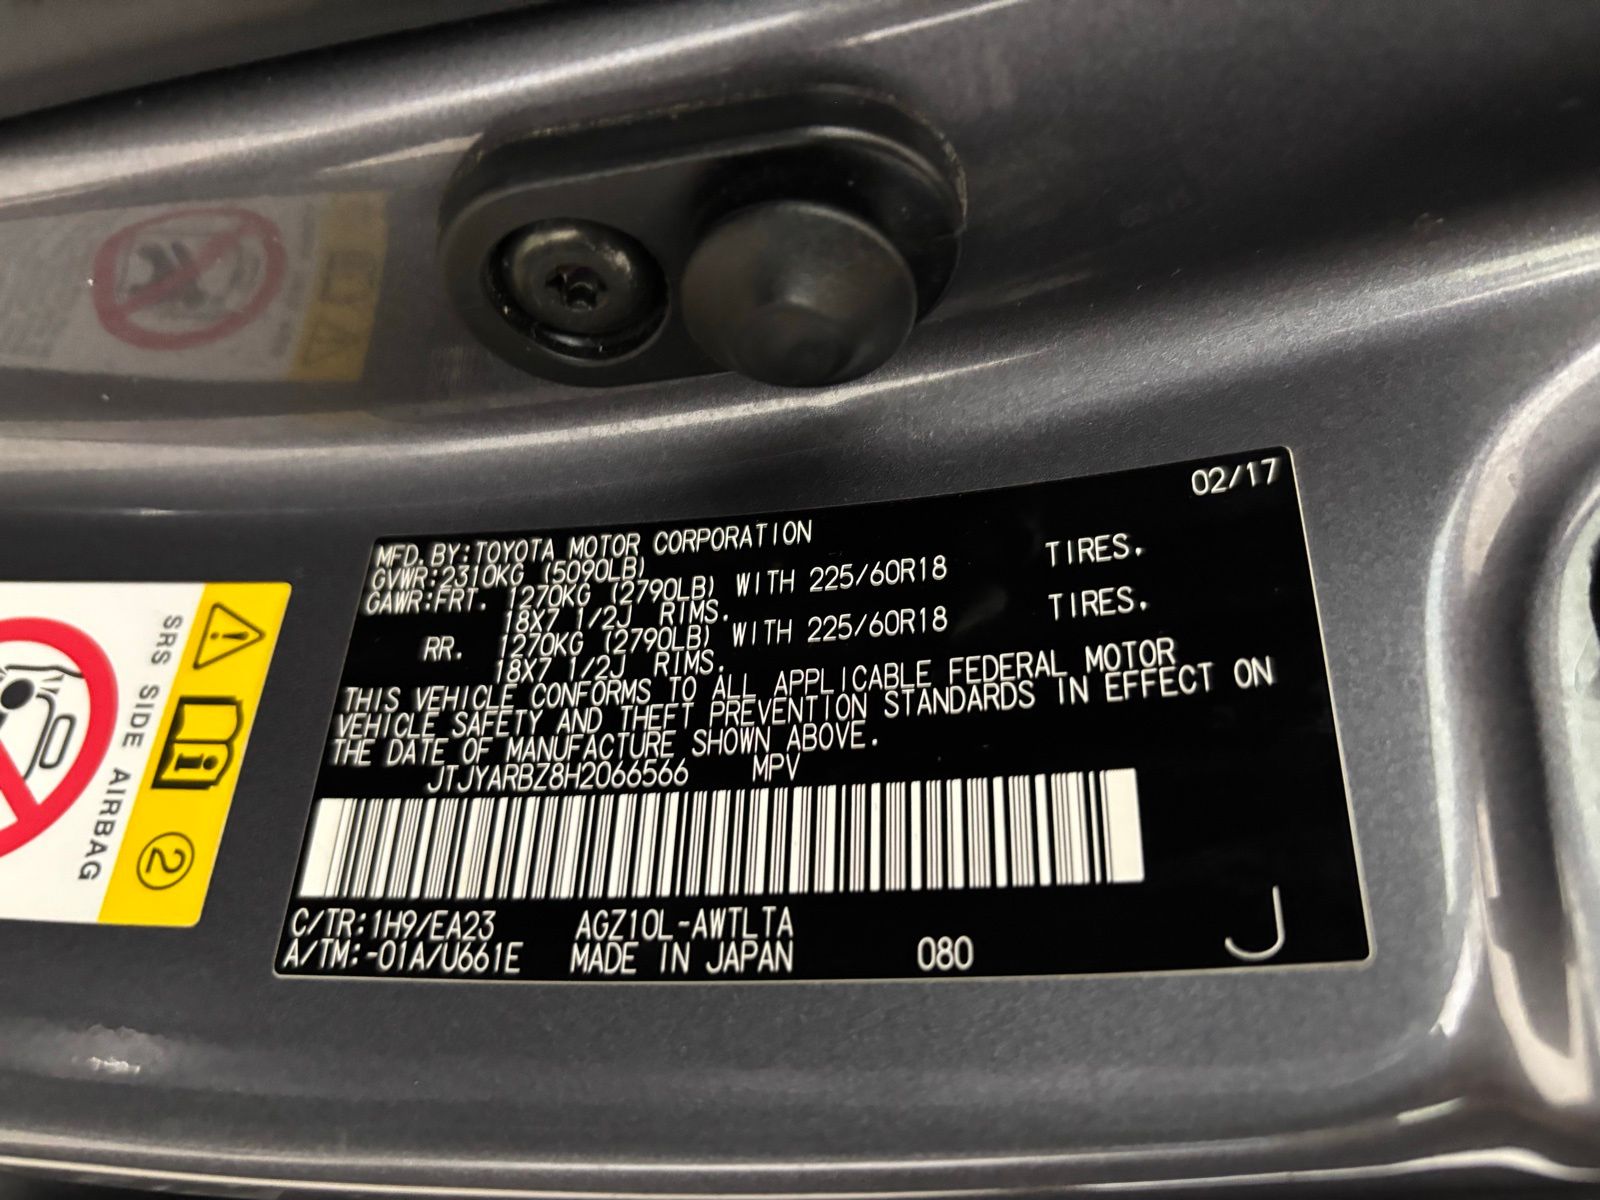 02/17
MFD.BY:TOYOTA MOTOR CORPORATION
GVWR:2310KG (5090LB)
GAWR:FRT. 1270KG (2790LB) WITH 225/60R18 TIRES.
18X7 1/2J RIMS.
RR. 1270KG (2790LB) WITH 225/60R18 TIRES.
18X7 1/2J RIMS.
THIS VEHICLE CONFORMS TO ALL APPLICABLE FEDERAL MOTOR
VEHICLE SAFETY AND THEFT PREVENTION STANDARDS IN EFFECT ON
THE DATE OF MANUFACTURE SHOWN ABOVE.
JTJYARBZ8H2066566 MPV
C/TR:1H9/EA23 AGZ10L-AWTLTA
A/TM:-01A/U661E MADE IN JAPAN 080 J
SRS SIDE AIRBAG
2